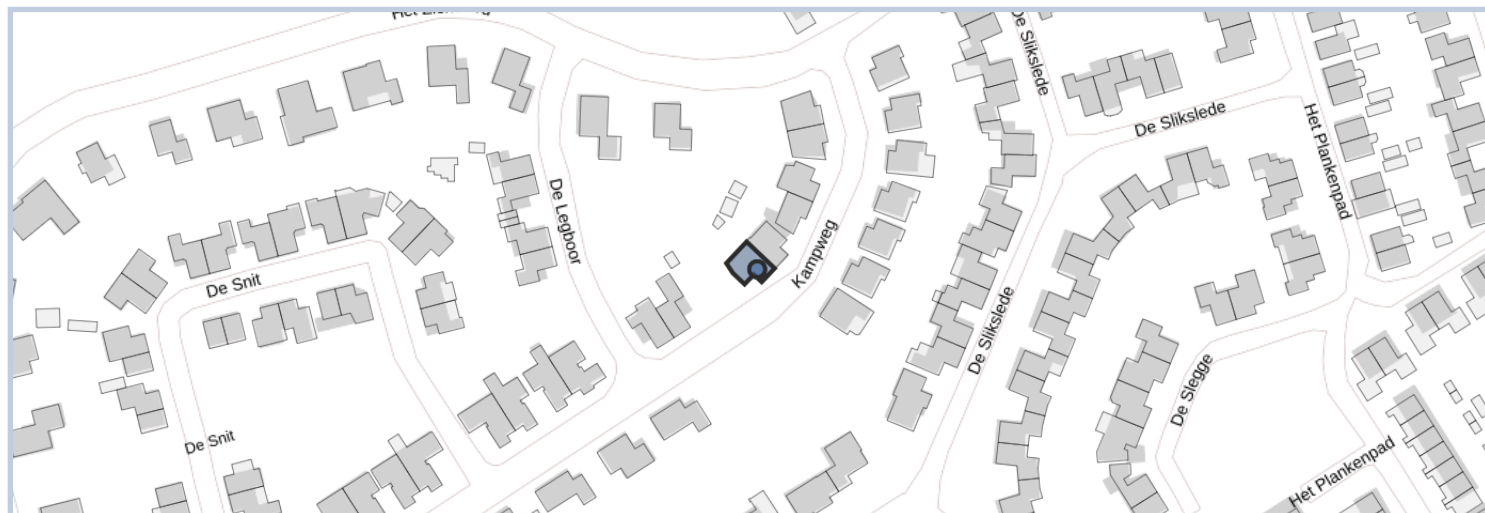 De Slikslede
De Slikslede
Het Plankenpad
De Legboor
Kampweg
De Snit
De Slikslede
De Slegge
De Snit
Het Plankenpad